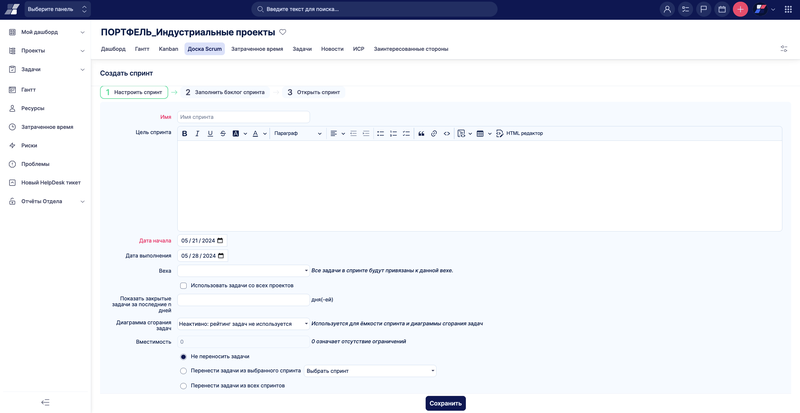 Выберите панель
Введите текст для поиска...
Мой дашборд
Проекты
Задачи
Гантт
Ресурсы
Затраченное время
Риски
Проблемы
Новый HelpDesk тикет
Отчёты Отдела
ПОРТФЕЛЬ_Индустриальные проекты
Дашборд Гантт Kanban Доска Scrum Затраченное время Задачи Новости ИСР Заинтересованные стороны
Создать спринт
1 Настроить спринт 2 Заполнить бэклог спринта 3 Открыть спринт
Имя Имя спринта
Цель спринта B I U S A A Параграф HTML редактор
Дата начала 05 / 21 / 2024
Дата выполнения 05 / 28 / 2024
Веха Все задачи в спринте будут привязаны к данной вехе.
Использовать задачи со всех проектов
Показать закрытые
задачи за последние n дня(-ей)
дней
Диаграмма сгорания Неактивно: рейтинг задач не используется Используется для ёмкости спринта и диаграммы сгорания задач
задач
Вместимость 0 0 означает отсутствие ограничений
Не переносить задачи
Перенести задачи из выбранного спринта Выбрать спринт
Перенести задачи из всех спринтов
Сохранить